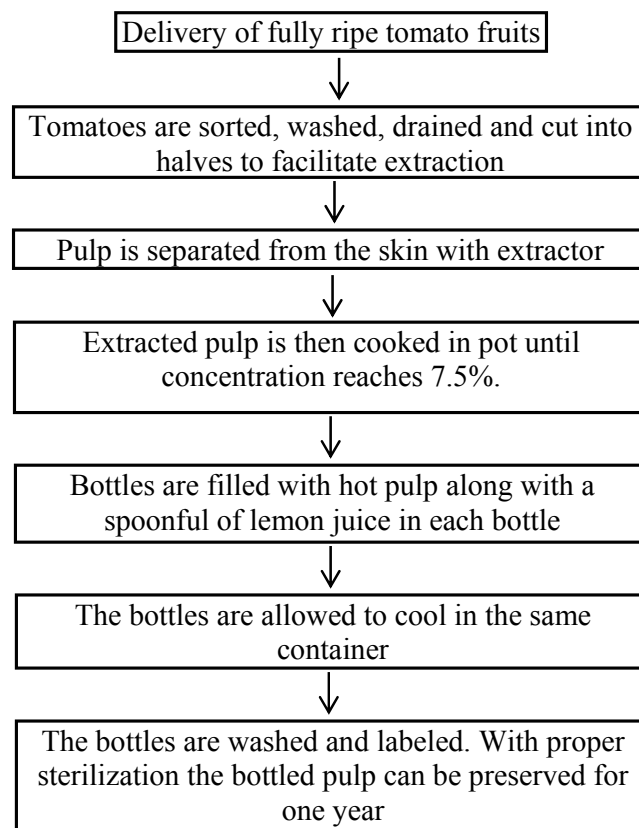 Delivery of fully ripe tomato fruits
Tomatoes are sorted, washed, drained and cut into
halves to facilitate extraction
Pulp is separated from the skin with extractor
Extracted pulp is then cooked in pot until
concentration reaches 7.5%.
Bottles are filled with hot pulp along with a
spoonful of lemon juice in each bottle
The bottles are allowed to cool in the same
container
The bottles are washed and labeled. With proper
sterilization the bottled pulp can be preserved for
one year